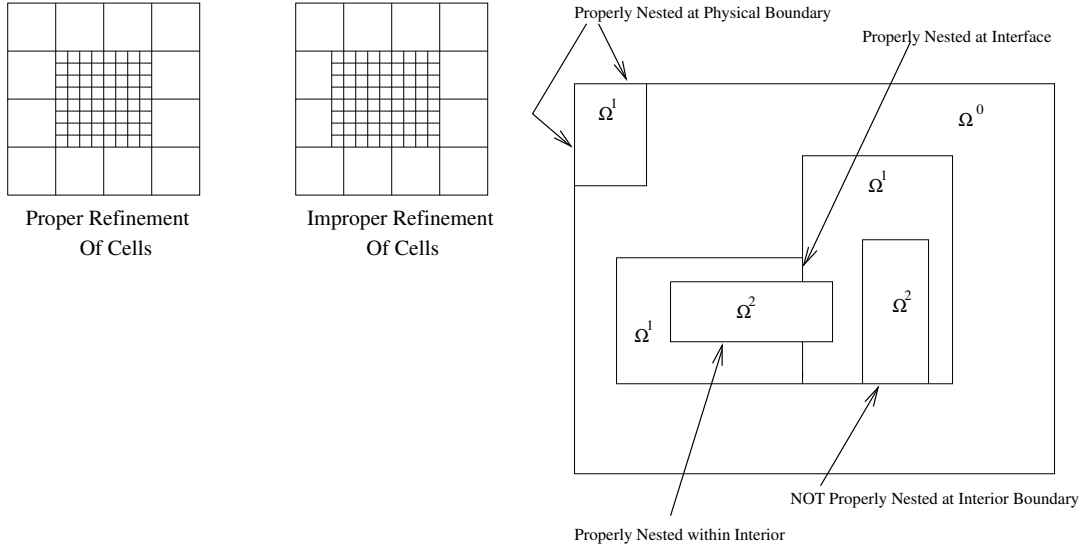 Proper Refinement
Of Cells
Improper Refinement
Of Cells
Properly Nested at Physical Boundary
Properly Nested at Interface
Ω¹
Ω⁰
Ω¹
Ω²
Ω²
Ω¹
NOT Properly Nested at Interior Boundary
Properly Nested within Interior